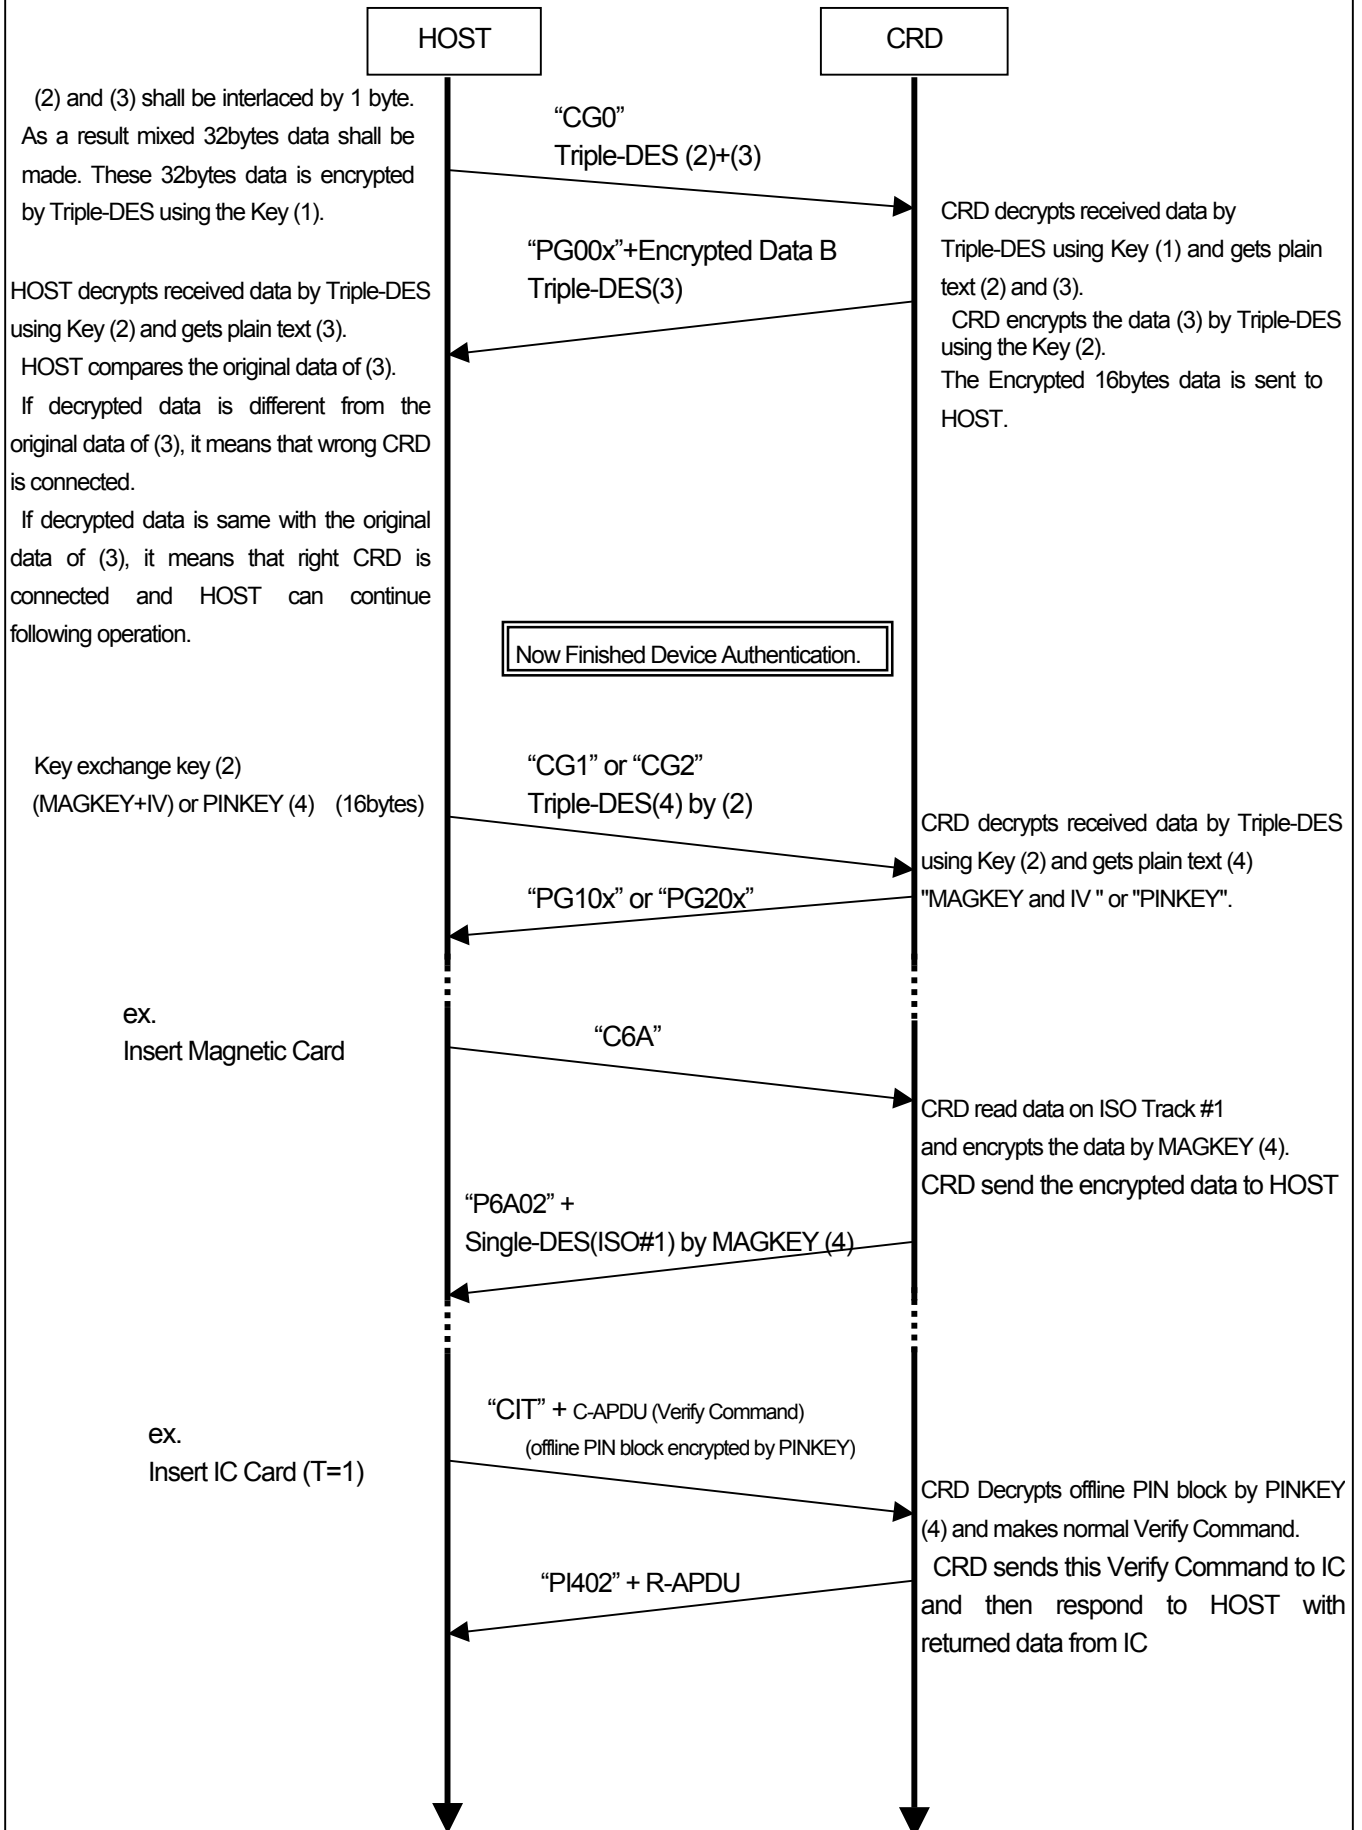 HOST
CRD
(2) and (3) shall be interlaced by 1 byte.
As a result mixed 32bytes data shall be
made. These 32bytes data is encrypted
by Triple-DES using the Key (1).
“CG0”
Triple-DES (2)+(3)
CRD decrypts received data by
Triple-DES using Key (1) and gets plain
text (2) and (3).
CRD encrypts the data (3) by Triple-DES
using the Key (2).
The Encrypted 16bytes data is sent to
HOST.
“PG00x”+Encrypted Data B
Triple-DES(3)
HOST decrypts received data by Triple-DES
using Key (2) and gets plain text (3).
HOST compares the original data of (3).
If decrypted data is different from the
original data of (3), it means that wrong CRD
is connected.
If decrypted data is same with the original
data of (3), it means that right CRD is
connected and HOST can continue
following operation.
Now Finished Device Authentication.
Key exchange key (2)
(MAGKEY+IV) or PINKEY (4) (16bytes)
“CG1” or “CG2”
Triple-DES(4) by (2)
CRD decrypts received data by Triple-DES
using Key (2) and gets plain text (4)
"MAGKEY and IV " or "PINKEY".
“PG10x” or “PG20x”
ex.
Insert Magnetic Card
“C6A”
CRD read data on ISO Track #1
and encrypts the data by MAGKEY (4).
CRD send the encrypted data to HOST
“P6A02” +
Single-DES(ISO#1) by MAGKEY (4)
ex.
Insert IC Card (T=1)
“CIT” + C-APDU (Verify Command)
(offline PIN block encrypted by PINKEY)
CRD Decrypts offline PIN block by PINKEY
(4) and makes normal Verify Command.
CRD sends this Verify Command to IC
and then respond to HOST with
returned data from IC
“PI402” + R-APDU